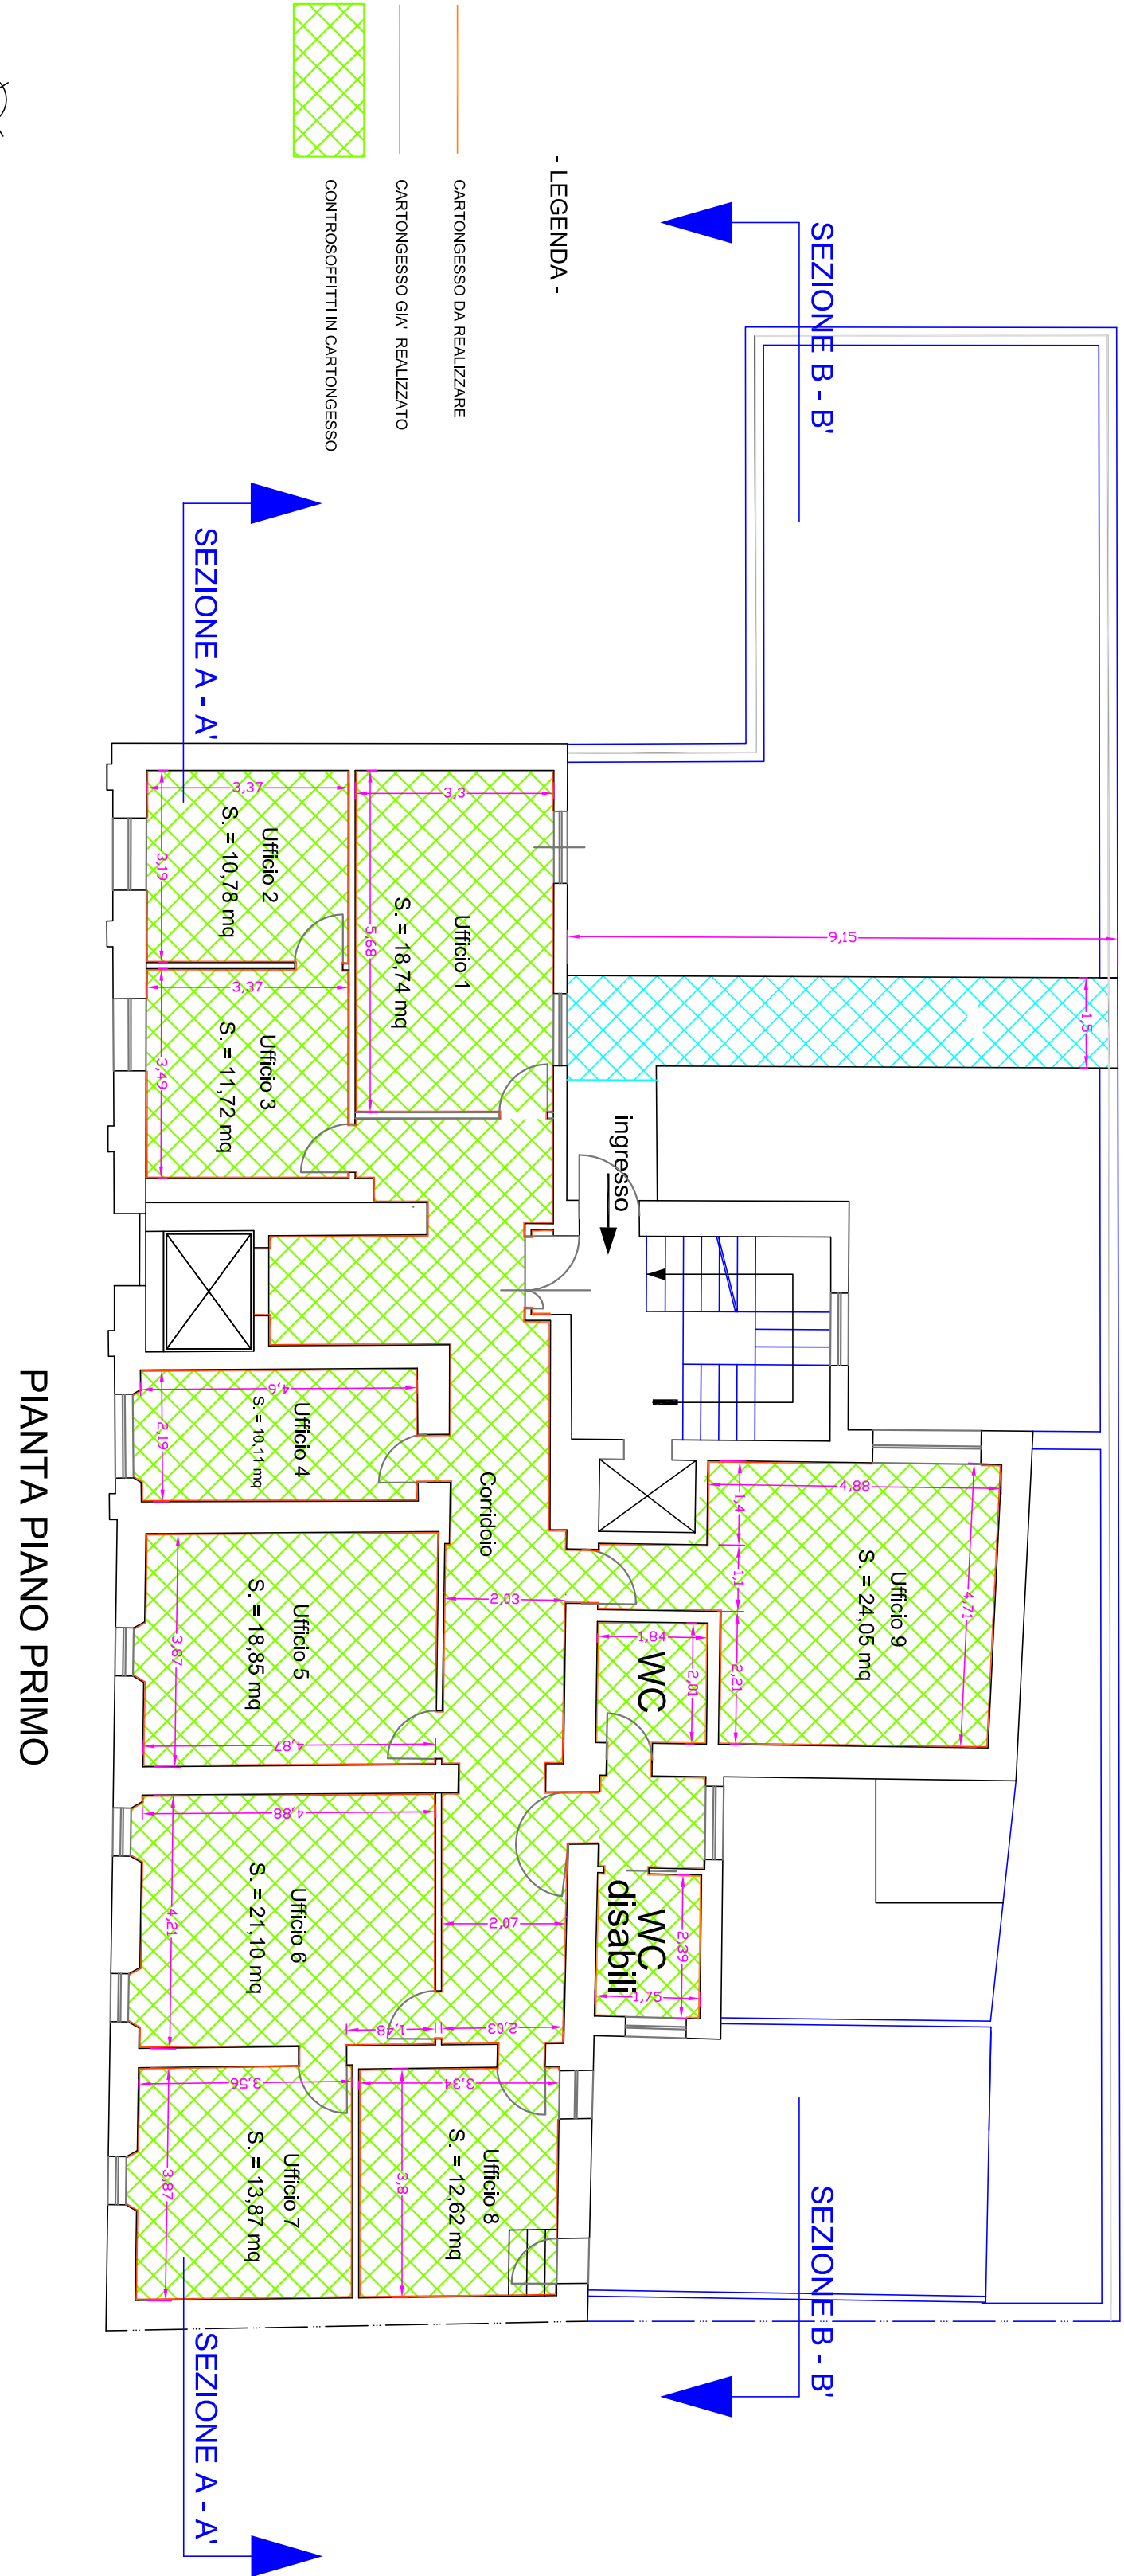 SEZIONE B - B'
SEZIONE B - B'
- LEGENDA -
CARTONGESSO DA REALIZZARE
CARTONGESSO GIA' REALIZZATO
CONTROSOFFITTI IN CARTONGESSO
9,15
1,5
ingresso
Ufficio 9
S. = 24,05 mq
4,88
4,71
1,4
1,1
2,21
WC
1,84
2,01
WC
disabili
2,39
1,75
Ufficio 1
S. = 18,74 mq
3,3
5,68
Corridoio
2,03
2,07
2,03
1,48
Ufficio 8
S. = 12,62 mq
3,34
3,8
Ufficio 2
S. = 10,78 mq
3,37
3,19
Ufficio 3
S. = 11,72 mq
3,37
3,49
Ufficio 4
S. = 10,11 mq
4,6
2,19
Ufficio 5
S. = 18,85 mq
3,87
4,87
Ufficio 6
S. = 21,10 mq
4,88
4,21
Ufficio 7
S. = 13,87 mq
3,56
3,87
SEZIONE A - A'
SEZIONE A - A'
PIANTA PIANO PRIMO